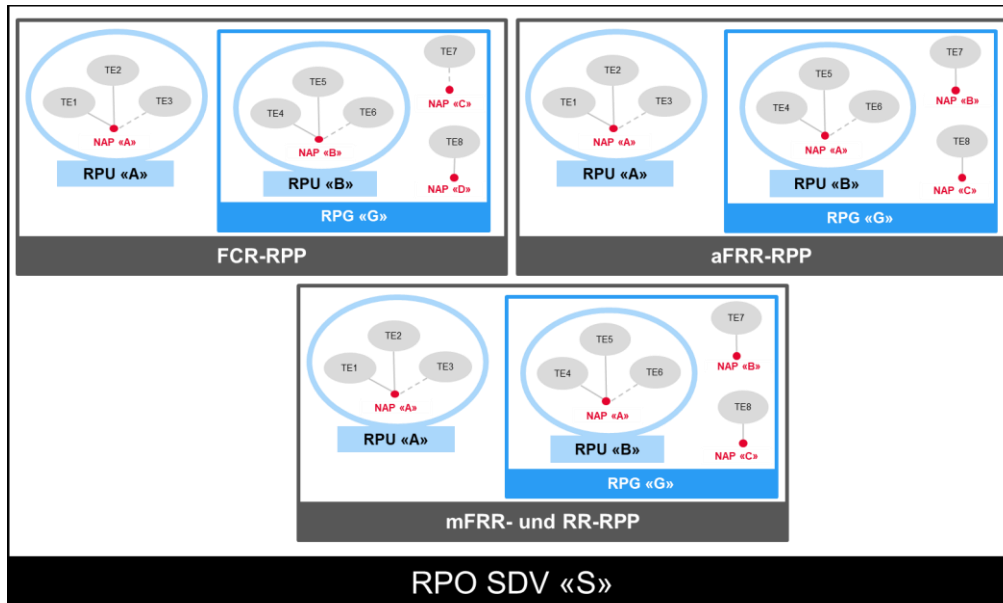 TE2
TE1
TE3
NAP «A»
RPU «A»
TE5
TE4
TE6
NAP «B»
RPU «B»
TE7
NAP «C»
TE8
NAP «D»
RPG «G»
FCR-RPP
TE2
TE1
TE3
NAP «A»
RPU «A»
TE5
TE4
TE6
NAP «A»
RPU «B»
TE7
NAP «B»
TE8
NAP «C»
RPG «G»
aFRR-RPP
TE2
TE1
TE3
NAP «A»
RPU «A»
TE5
TE4
TE6
NAP «A»
RPU «B»
TE7
NAP «B»
TE8
NAP «C»
RPG «G»
mFRR- und RR-RPP
RPO SDV «S»